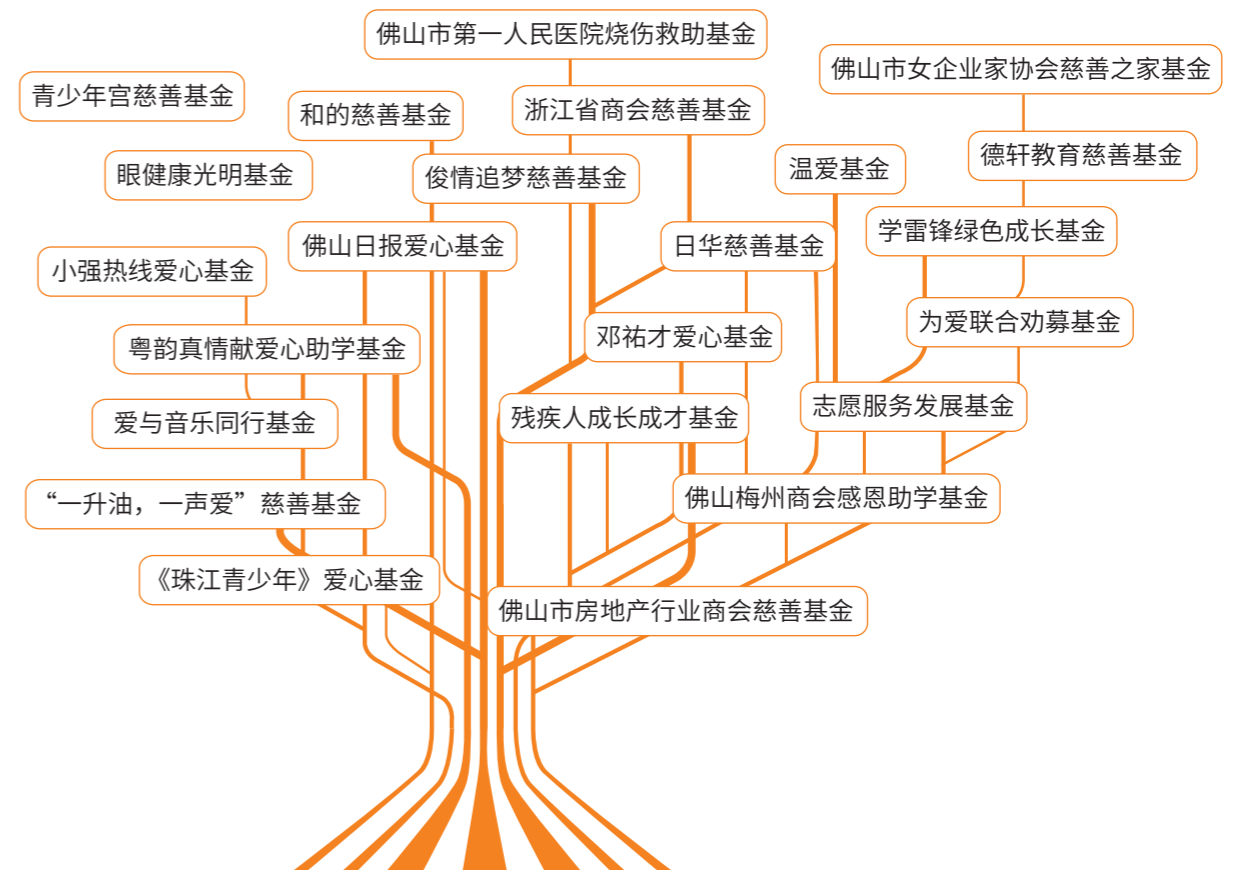 佛山市第一人民医院烧伤救助基金
佛山市女企业家协会慈善之家基金
青少年宫慈善基金
和的慈善基金
浙江省商会慈善基金
德轩教育慈善基金
眼健康光明基金
俊情追梦慈善基金
温爱基金
学雷锋绿色成长基金
佛山日报爱心基金
日华慈善基金
小强热线爱心基金
为爱联合劝募基金
粤韵真情献爱心助学基金
邓祐才爱心基金
爱与音乐同行基金
残疾人成长成才基金
志愿服务发展基金
“一升油，一声爱”慈善基金
佛山梅州商会感恩助学基金
《珠江青少年》爱心基金
佛山市房地产行业商会慈善基金